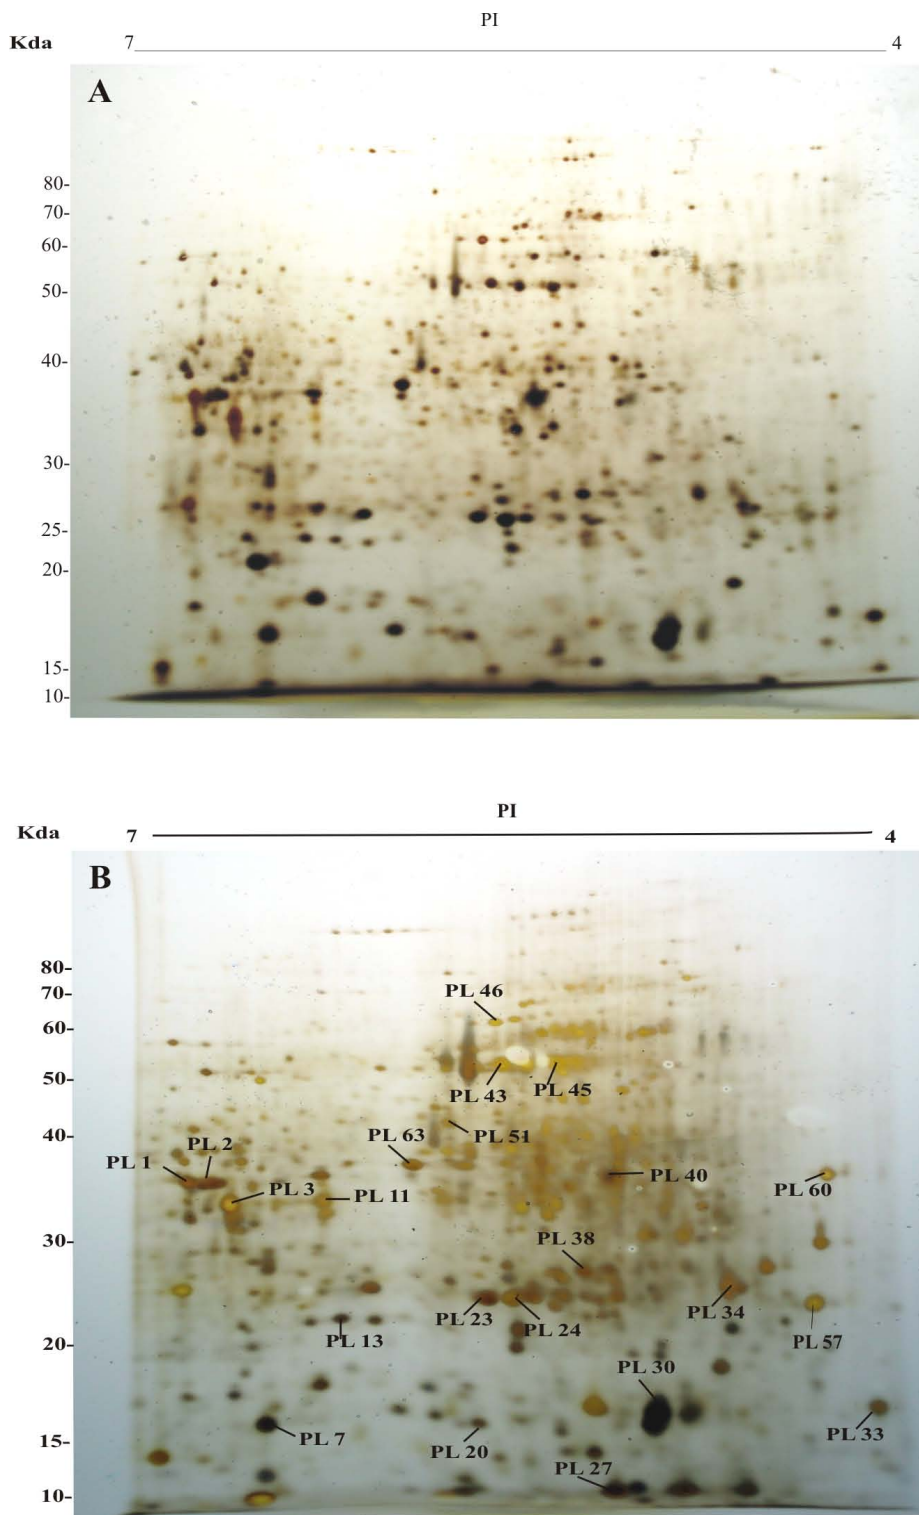 PI
Kda 7 4
A
80-
70-
60-
50-
40-
30-
25-
20-
15-
10-
PI
Kda 7 4
B
80-
70-
PL 46
60-
50-
PL 43 PL 45
40-
PL 63 PL 51
PL 1 PL 2
PL 3 PL 11 PL 40 PL 60
30-
PL 38
PL 23 PL 24 PL 34
20-
PL 13 PL 57
PL 30
15-
PL 7 PL 20 PL 33
PL 27
10-